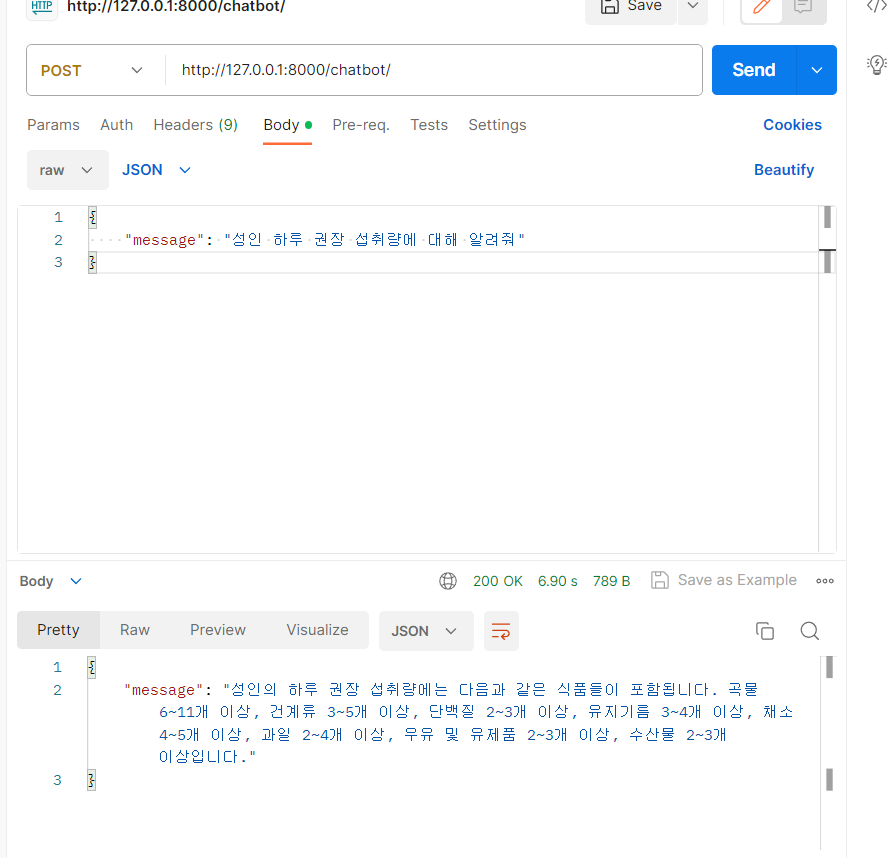 HTTP http://127.0.0.1:8000/chatbot/ Save
POST http://127.0.0.1:8000/chatbot/ Send
Params Auth Headers (9) Body Pre-req. Tests Settings Cookies
raw JSON Beautify
1 {
2 "message": "성인 하루 권장 섭취량에 대해 알려줘"
3 }
Body 200 OK 6.90 s 789 B Save as Example
Pretty Raw Preview Visualize JSON
1 {
2 "message": "성인의 하루 권장 섭취량에는 다음과 같은 식품들이 포함됩니다. 곡물
6~11개 이상, 건계류 3~5개 이상, 단백질 2~3개 이상, 유지기름 3~4개 이상, 채소
4~5개 이상, 과일 2~4개 이상, 우유 및 유제품 2~3개 이상, 수산물 2~3개
이상입니다."
3 }